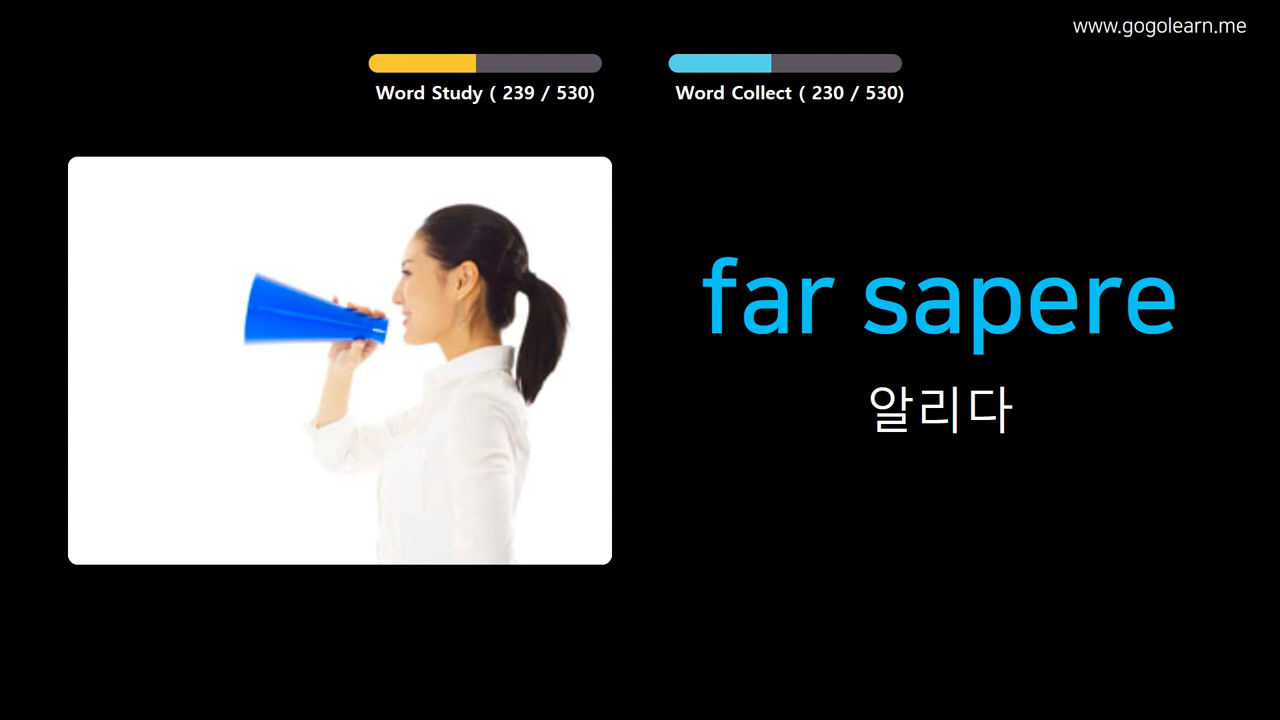 www.gogolearn.me
Word Study ( 239 / 530)
Word Collect ( 230 / 530)
far sapere
알리다